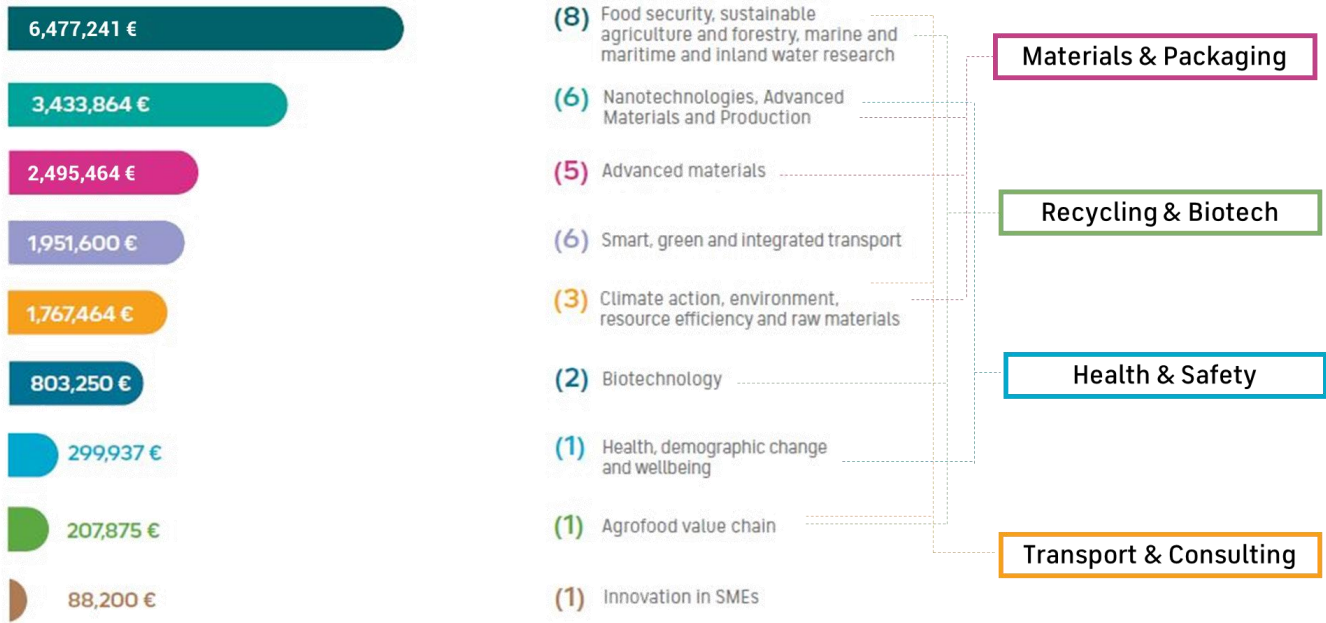 6,477,241 €
(8) Food security, sustainable
agriculture and forestry, marine and
maritime and inland water research
Materials & Packaging
3,433,864 €
(6) Nanotechnologies, Advanced
Materials and Production
2,495,464 €
(5) Advanced materials
Recycling & Biotech
1,951,600 €
(6) Smart, green and integrated transport
1,767,464 €
(3) Climate action, environment,
resource efficiency and raw materials
803,250 €
(2) Biotechnology
Health & Safety
299,937 €
(1) Health, demographic change
and wellbeing
207,875 €
(1) Agrofood value chain
Transport & Consulting
88,200 €
(1) Innovation in SMEs